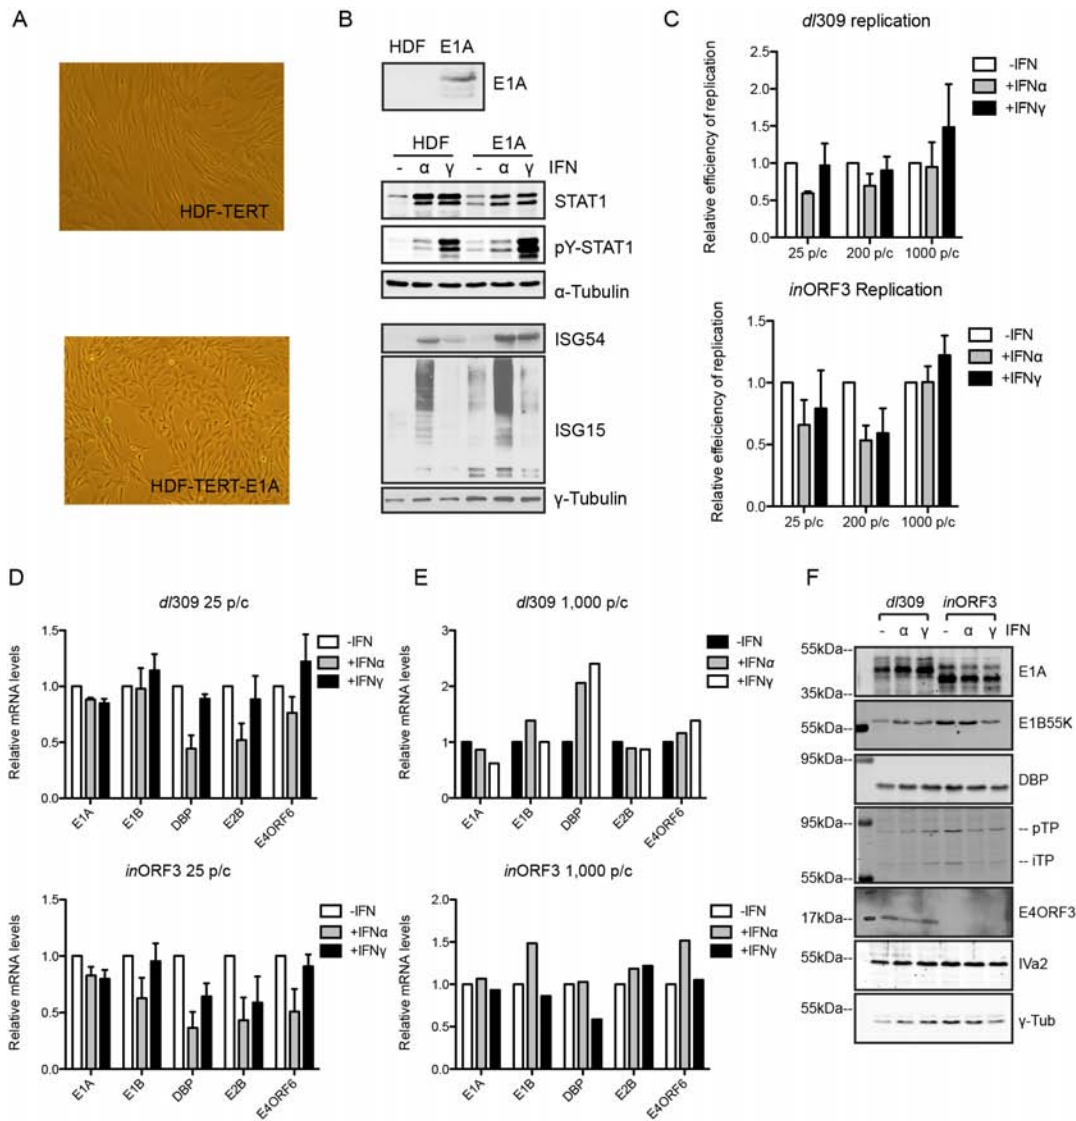 A
HDF-TERT
HDF-TERT-E1A
B
HDF E1A
E1A
HDF E1A
- α γ - α γ IFN
STAT1
pY-STAT1
α-Tubulin
ISG54
ISG15
γ-Tubulin
C
dl309 replication
Relative efficiency of replication
2.5
2.0
1.5
1.0
0.5
0.0
25 p/c 200 p/c 1000 p/c
-IFN
+IFNα
+IFNγ
inORF3 Replication
Relative effeiciency of replication
1.5
1.0
0.5
0.0
25 p/c 200 p/c 1000 p/c
-IFN
+IFNα
+IFNγ
D
dl309 25 p/c
Relative mRNA levels
1.5
1.0
0.5
0.0
E1A E1B DBP E2B E4ORF6
-IFN
+IFNα
+IFNγ
inORF3 25 p/c
Relative mRNA levels
1.5
1.0
0.5
0.0
E1A E1B DBP E2B E4ORF6
-IFN
+IFNα
+IFNγ
E
dl309 1,000 p/c
Relative mRNA levels
3
2
1
0
E1A E1B DBP E2B E4ORF6
-IFN
+IFNα
+IFNγ
inORF3 1,000 p/c
Relative mRNA levels
2.0
1.5
1.0
0.5
0.0
E1A E1B DBP E2B E4ORF6
-IFN
+IFNα
+IFNγ
F
dl309 inORF3
- α γ - α γ IFN
55kDa--
E1A
35kDa--
55kDa--
E1B55K
95kDa--
DBP
55kDa--
95kDa--
-- pTP
-- iTP
55kDa--
17kDa--
E4ORF3
55kDa--
IVa2
55kDa--
γ-Tub